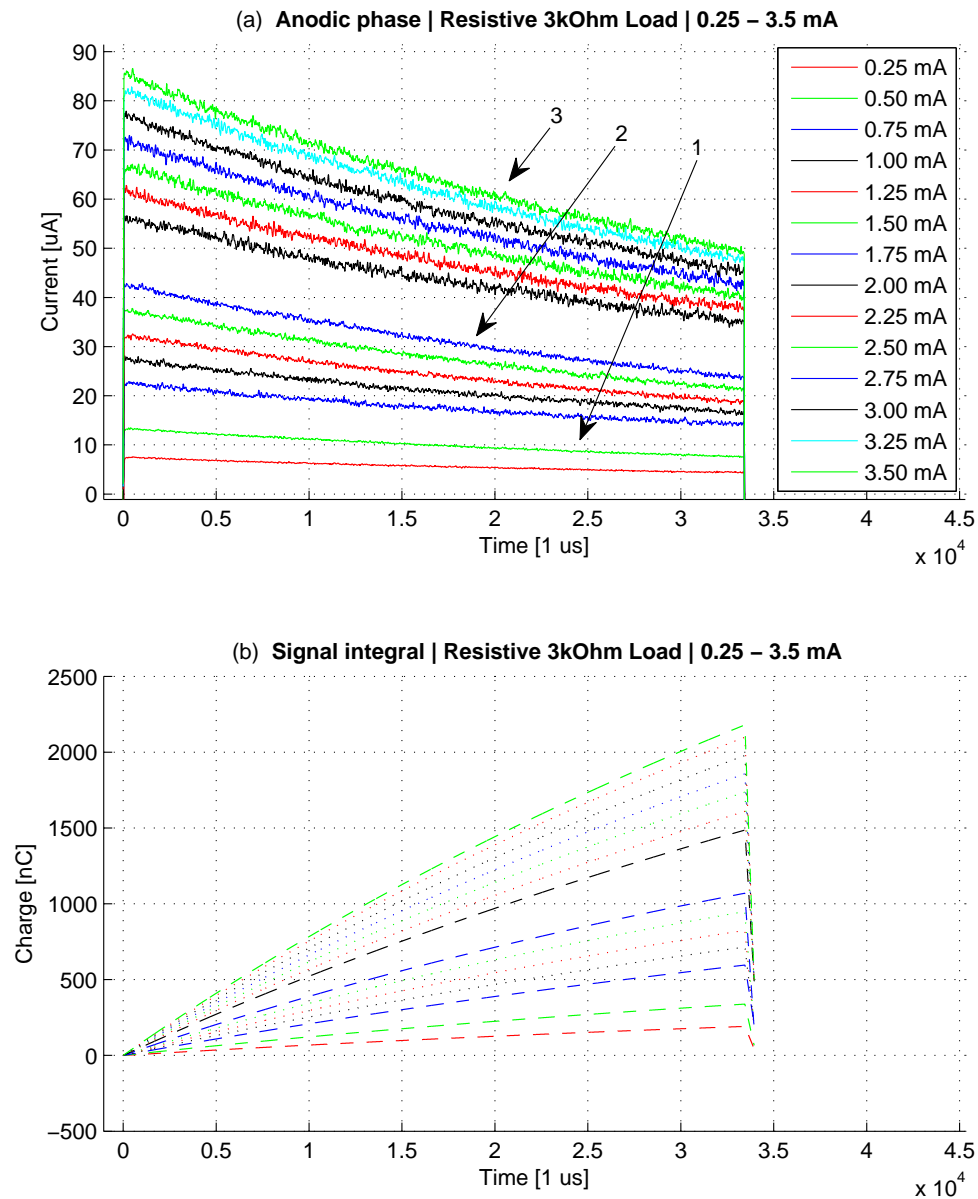 (a) Anodic phase | Resistive 3kOhm Load | 0.25 – 3.5 mA
90
80
70
60
50
40
30
20
10
0
Current [uA]
3
2
1
0.25 mA
0.50 mA
0.75 mA
1.00 mA
1.25 mA
1.50 mA
1.75 mA
2.00 mA
2.25 mA
2.50 mA
2.75 mA
3.00 mA
3.25 mA
3.50 mA
0 0.5 1 1.5 2 2.5 3 3.5 4 4.5
Time [1 us]
x 10^4
(b) Signal integral | Resistive 3kOhm Load | 0.25 – 3.5 mA
2500
2000
1500
1000
500
0
−500
Charge [nC]
0 0.5 1 1.5 2 2.5 3 3.5 4 4.5
Time [1 us]
x 10^4